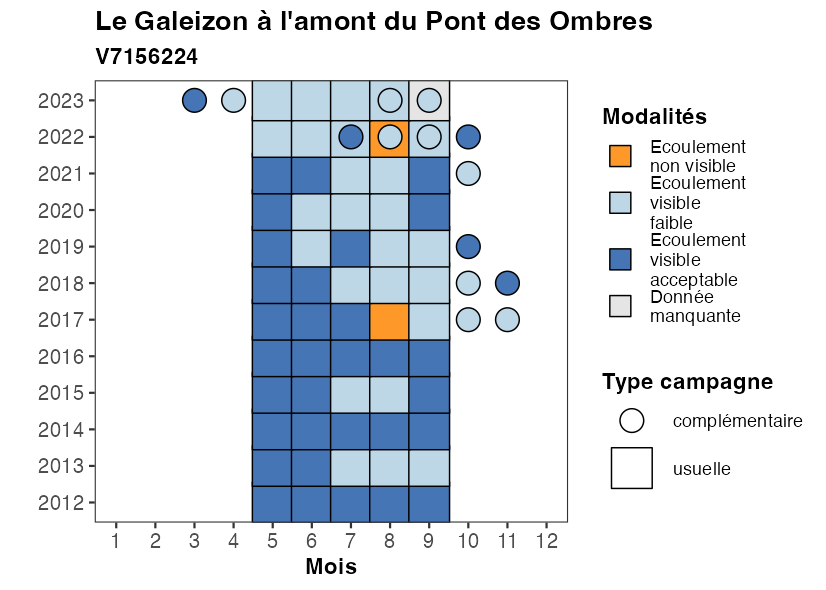 Le Galeizon à l'amont du Pont des Ombres
V7156224
2023
2022
2021
2020
2019
2018
2017
2016
2015
2014
2013
2012
1 2 3 4 5 6 7 8 9 10 11 12
Mois
Modalités
Ecoulement
non visible
Ecoulement
visible
faible
Ecoulement
visible
acceptable
Donnée
manquante
Type campagne
complémentaire
usuelle